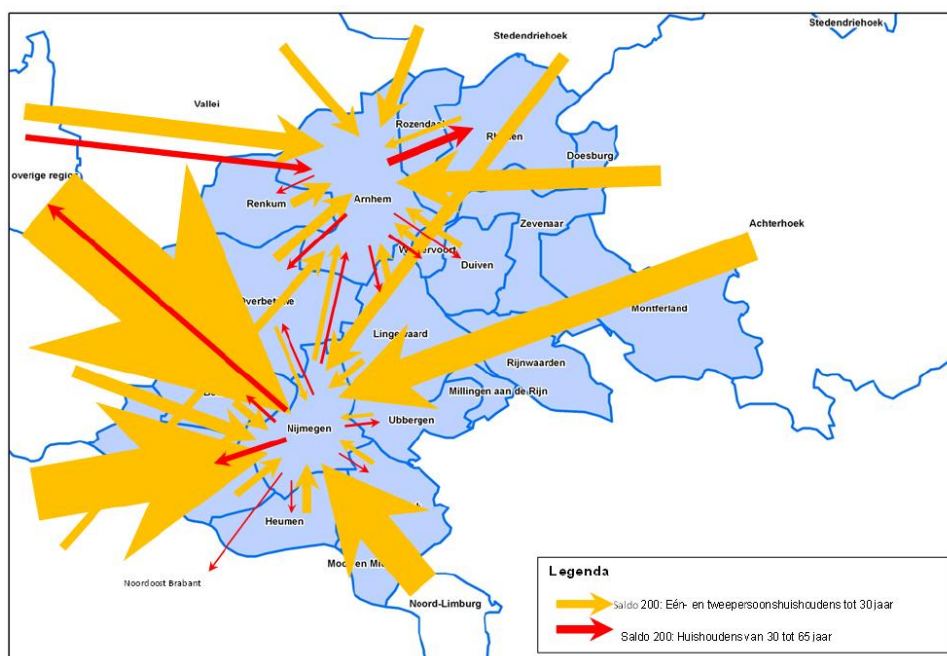 Stedendriehoek
Stedendriehoek
Vallei
Rozendaal
Rheden
Doesburg
overige regio
Renkum
Arnhem
Zevenaar
Achterhoek
Duiven
Montferland
Lingewaard
Rijnwaarden
Millingen aan de Rijn
Ubbergen
Nijmegen
Heumen
Noordoost Brabant
Noord-Limburg
Legenda
Saldo 200: Eén- en tweepersoonshuishoudens tot 30 jaar
Saldo 200: Huishoudens van 30 tot 65 jaar